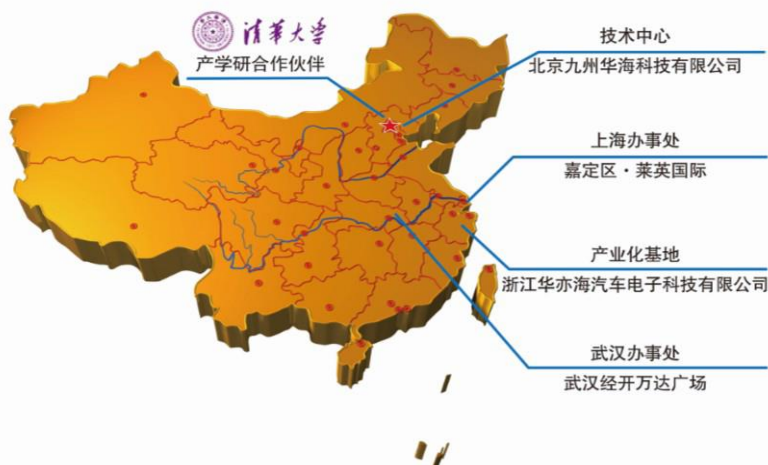 清华大学
产学研合作伙伴
技术中心
北京九州华海科技有限公司
上海办事处
嘉定区·莱英国际
产业化基地
浙江华亦海汽车电子科技有限公司
武汉办事处
武汉经开万达广场